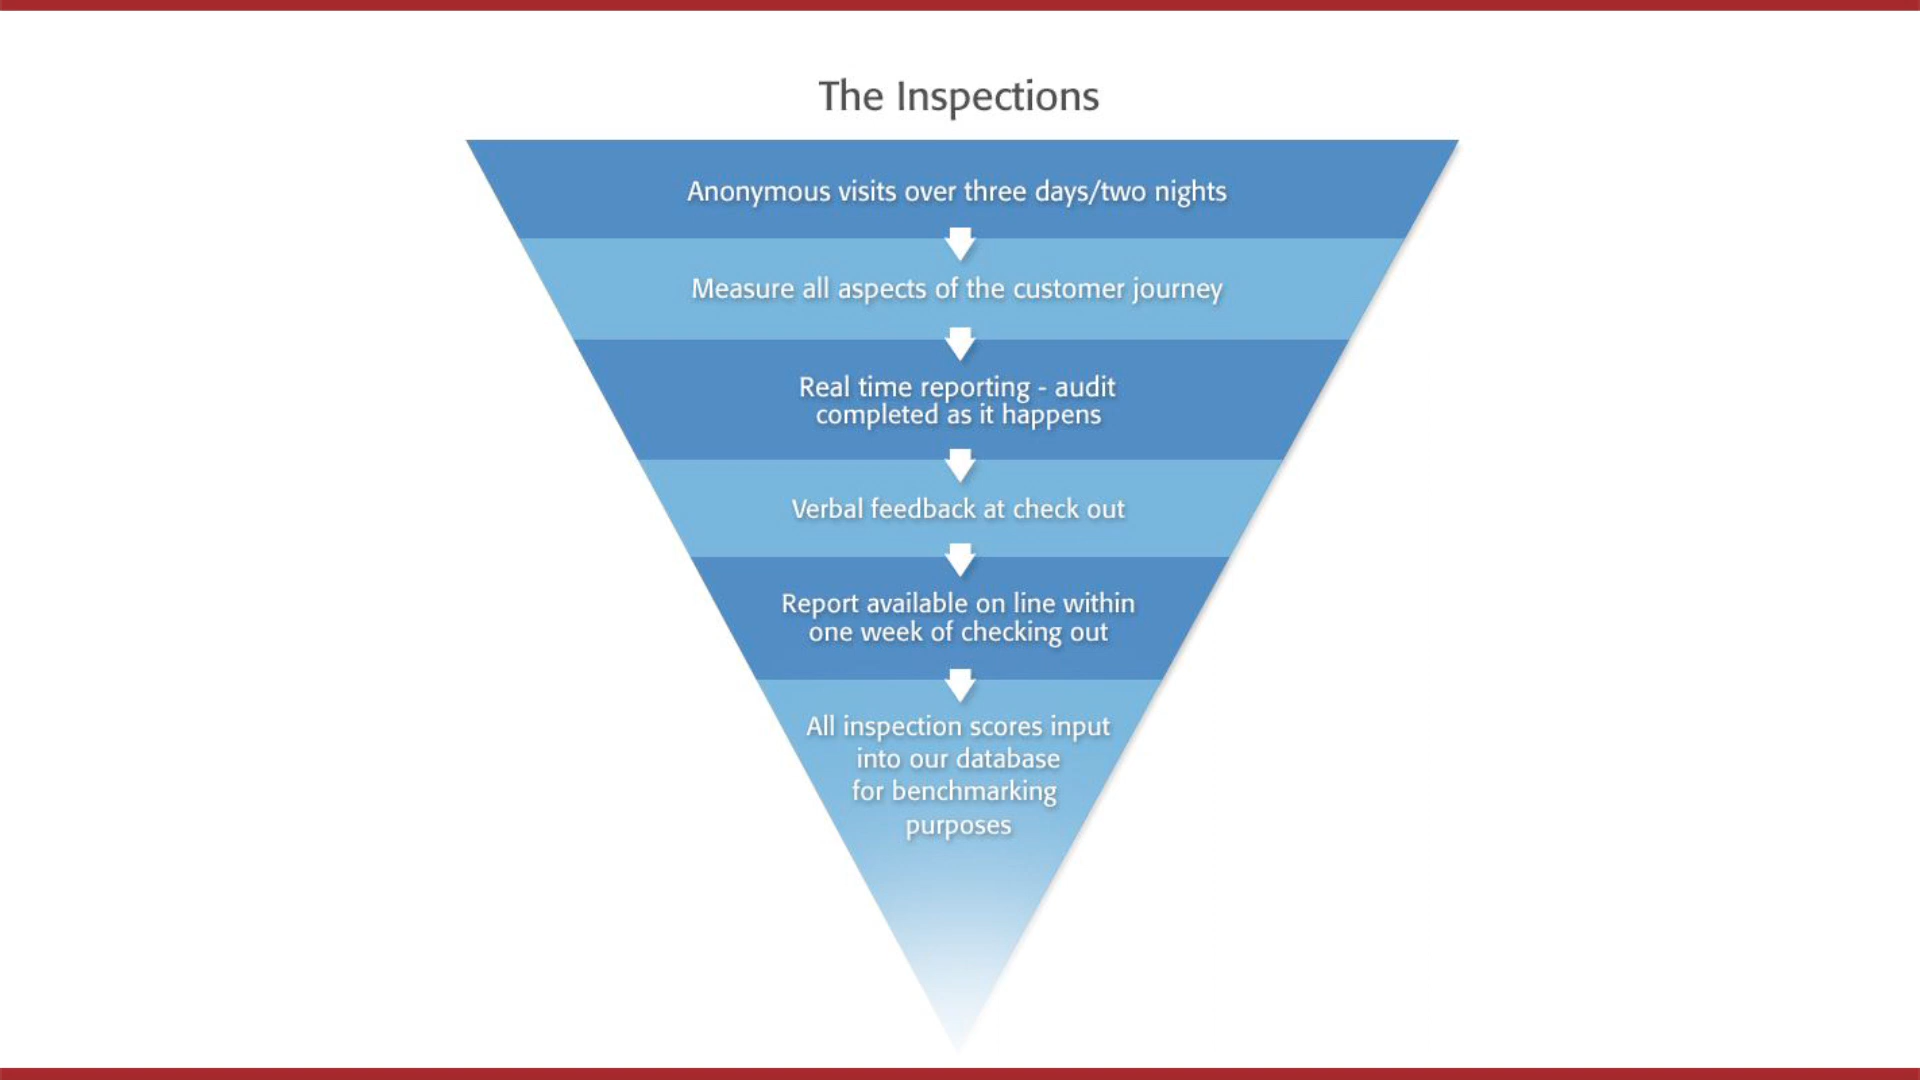 The Inspections
Anonymous visits over three days/two nights
Measure all aspects of the customer journey
Real time reporting - audit
completed as it happens
Verbal feedback at check out
Report available on line within
one week of checking out
All inspection scores input
into our database
for benchmarking
purposes